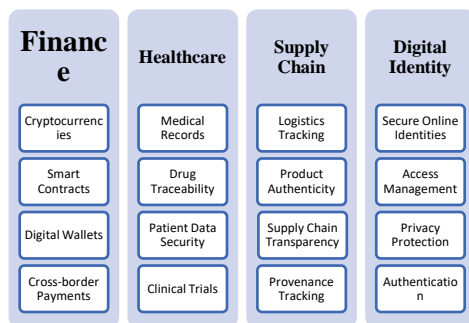 Financ
e
Cryptocurrenc
ies
Smart
Contracts
Digital Wallets
Cross-border
Payments
Healthcare
Medical
Records
Drug
Traceability
Patient Data
Security
Clinical Trials
Supply
Chain
Logistics
Tracking
Product
Authenticity
Supply Chain
Transparency
Provenance
Tracking
Digital
Identity
Secure Online
Identities
Access
Management
Privacy
Protection
Authenticatio
n